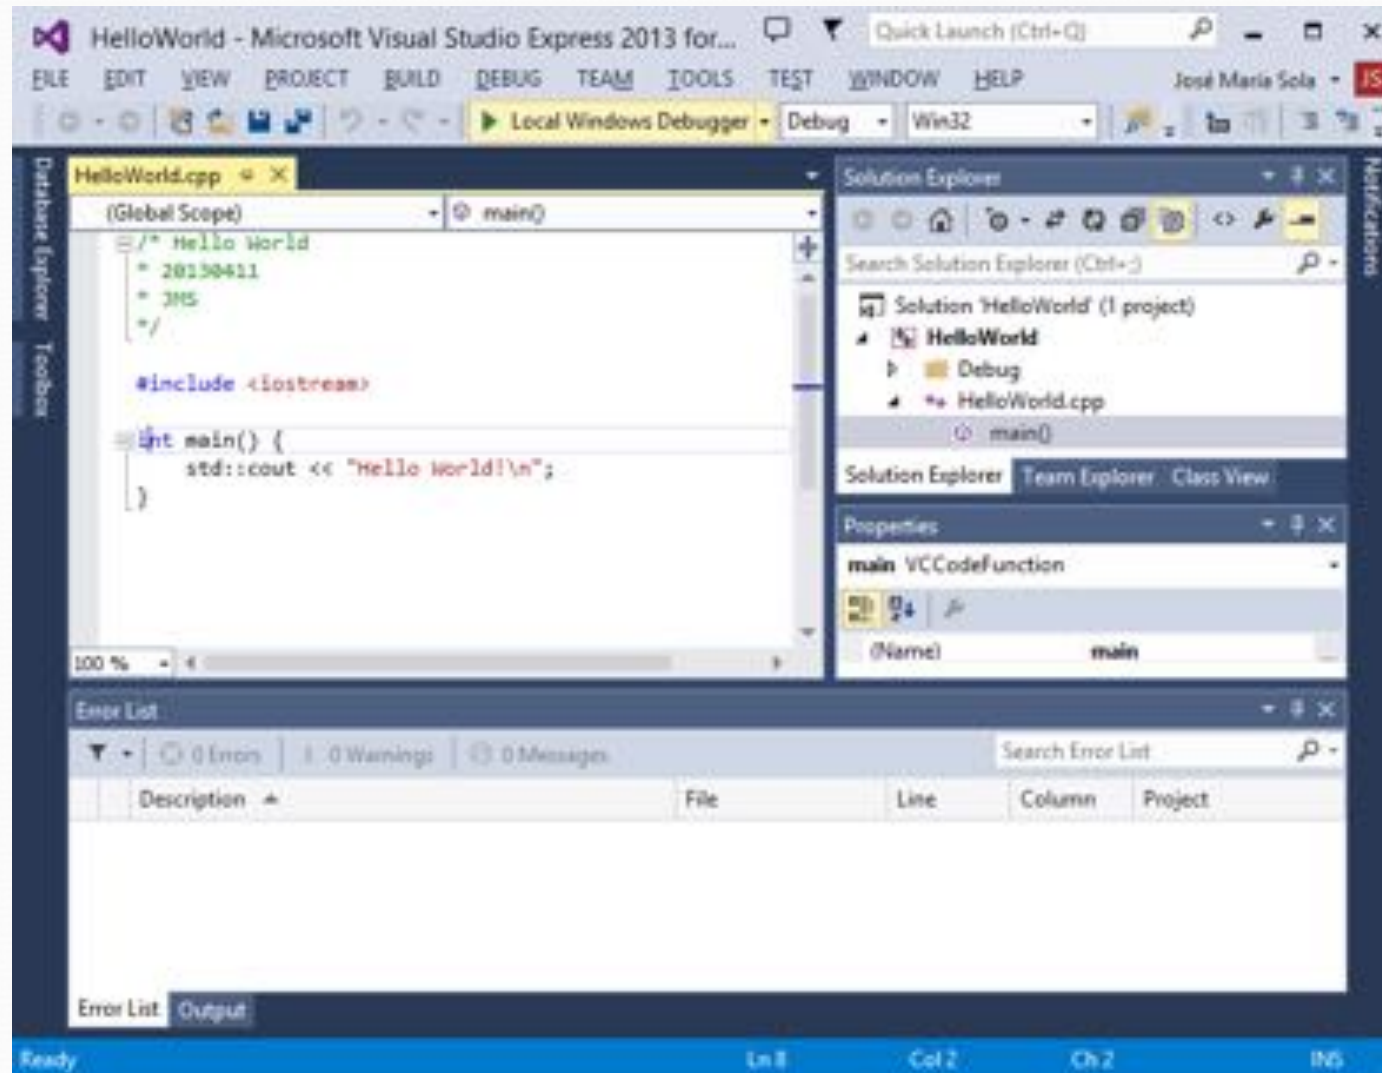 HelloWorld - Microsoft Visual Studio Express 2013 for...
Quick Launch (Ctrl+Q)
FILE EDIT VIEW PROJECT BUILD DEBUG TEAM TOOLS TEST WINDOW HELP
José María Sola
JS
Local Windows Debugger
Debug
Win32
Database Explorer
Toolbox
HelloWorld.cpp
(Global Scope)
main()
/* Hello World
* 20130411
* JMS
*/
#include <iostream>
int main() {
std::cout << "Hello World!\n";
}
100 %
Solution Explorer
Search Solution Explorer (Ctrl+;)
Solution 'HelloWorld' (1 project)
HelloWorld
Debug
HelloWorld.cpp
main()
Solution Explorer Team Explorer Class View
Properties
main VCCodeFunction
(Name) main
Notifications
Error List
0 Errors 0 Warnings 0 Messages
Search Error List
Description File Line Column Project
Error List Output
Ready Ln 8 Col 2 Ch 2 INS